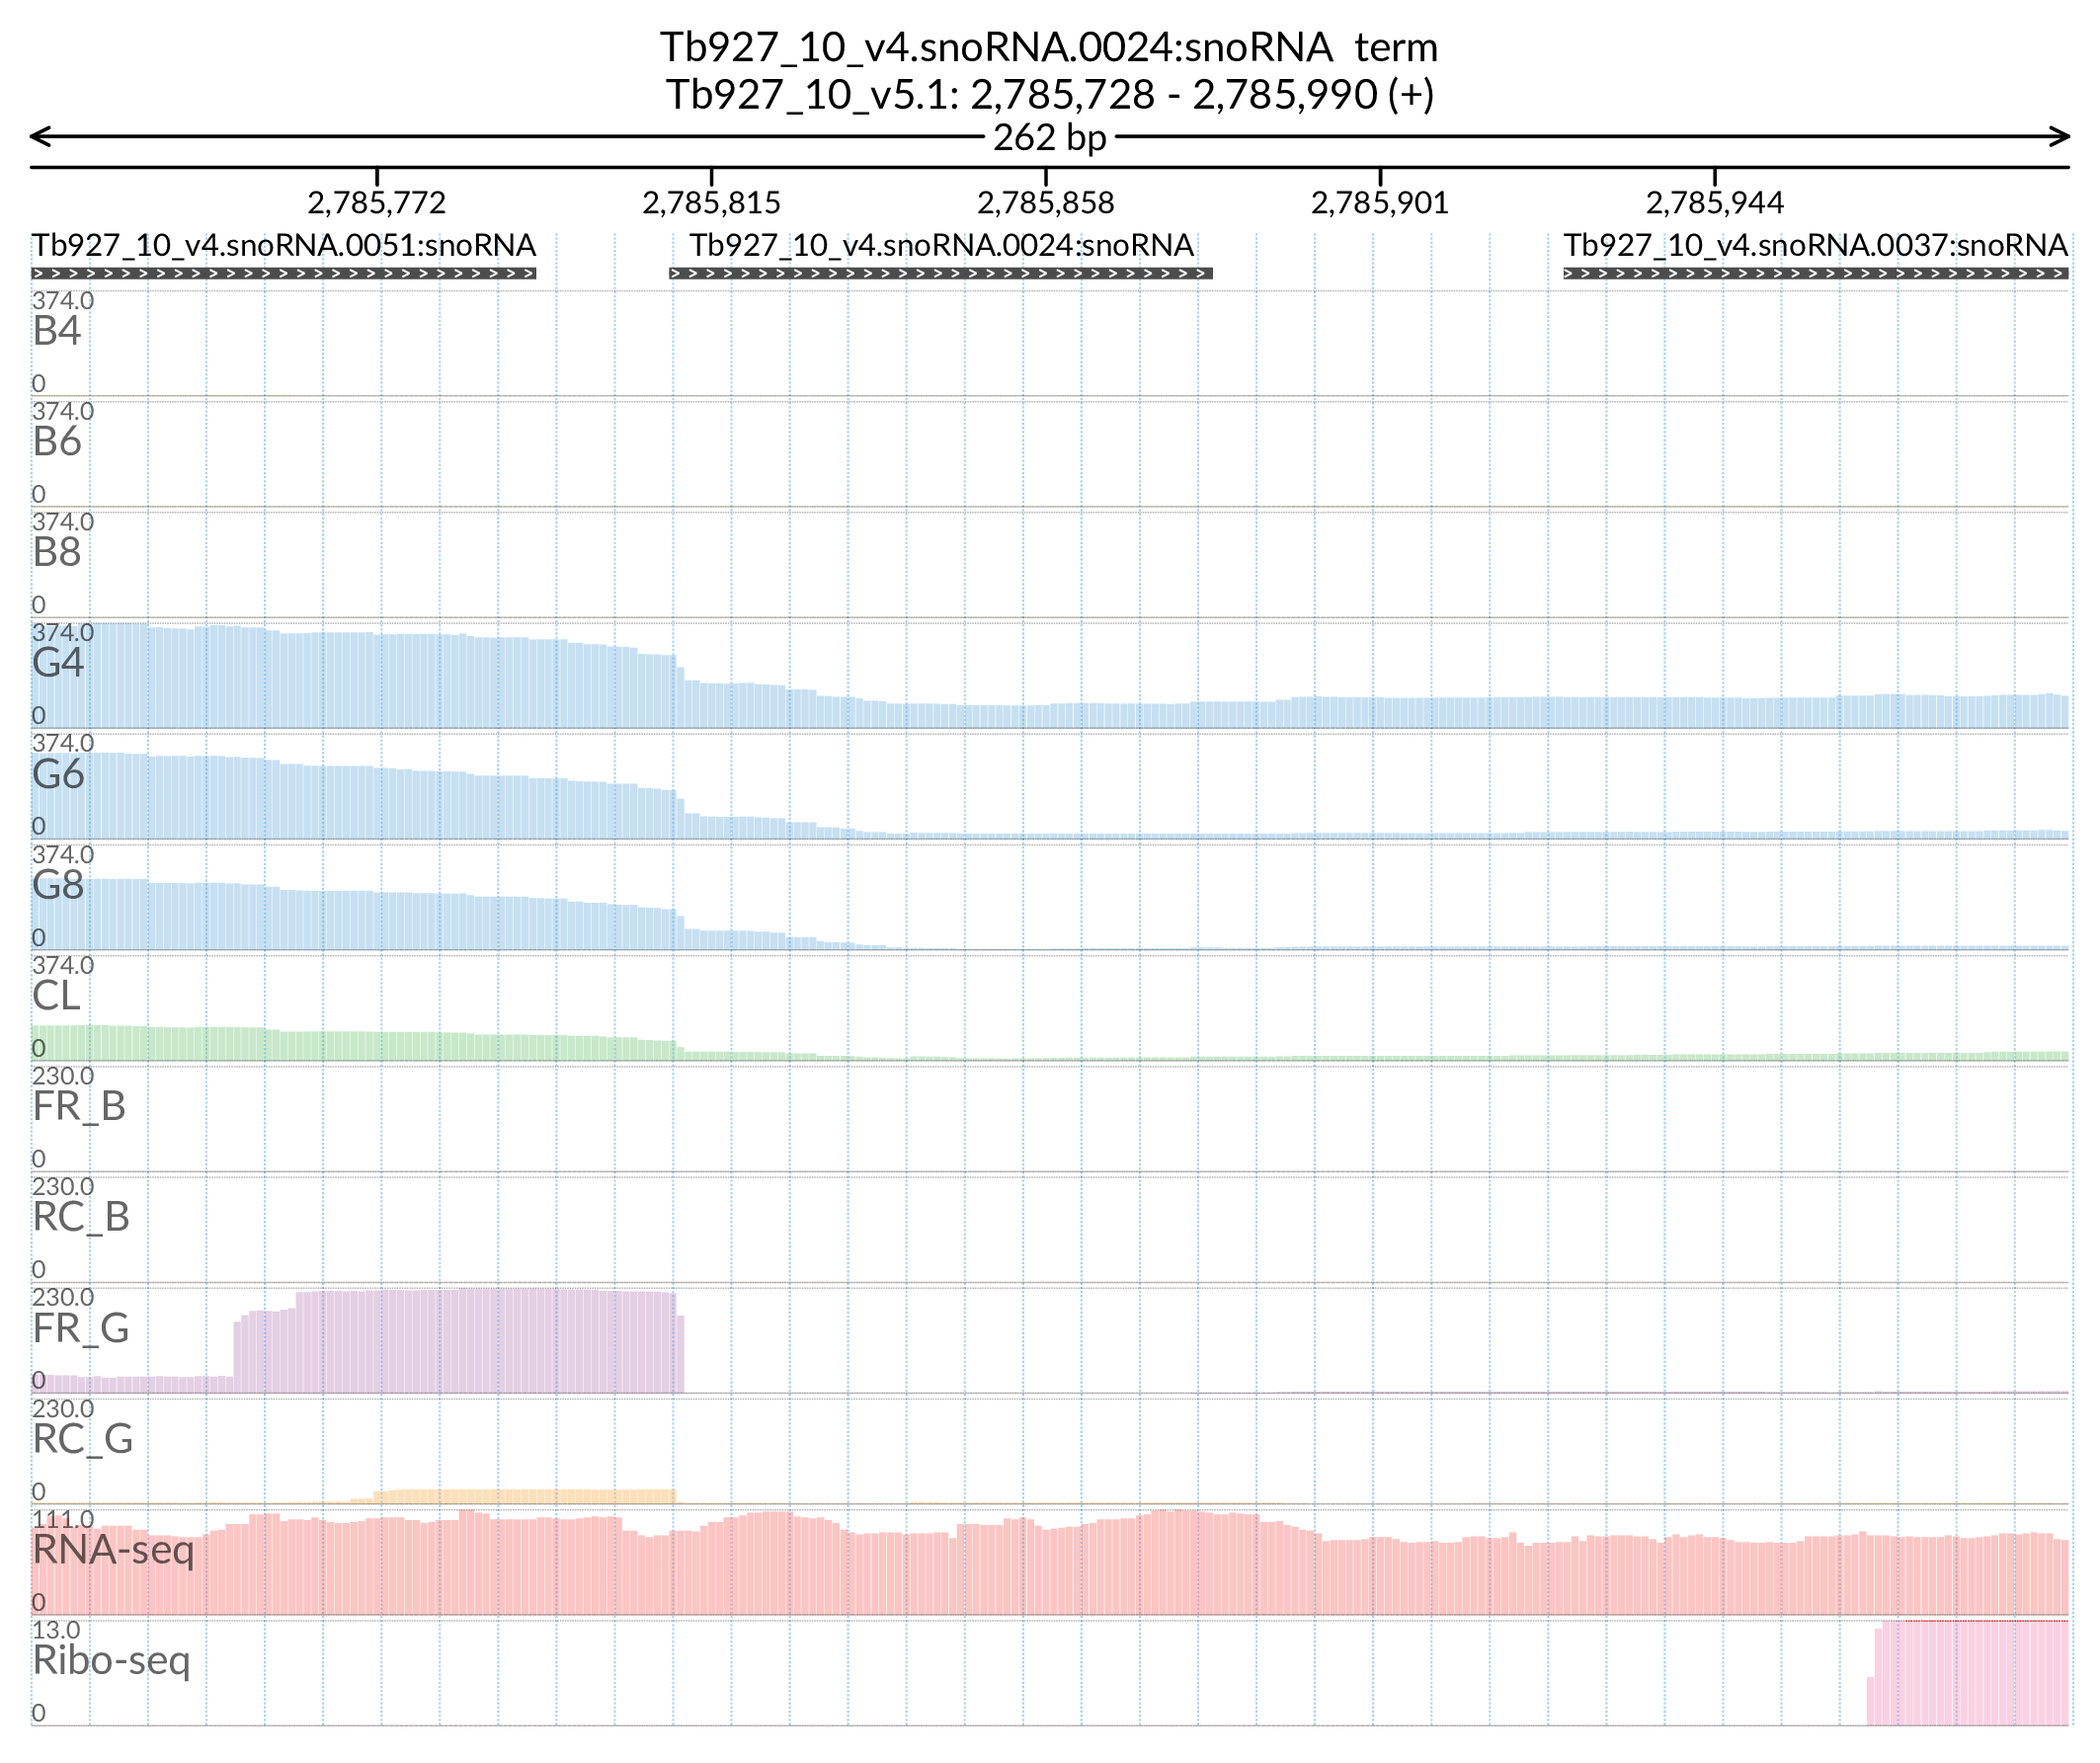 Tb927_10_v4.snoRNA.0024:snoRNA term
Tb927_10_v5.1: 2,785,728 - 2,785,990 (+)
262 bp
2,785,772 2,785,815 2,785,858 2,785,901 2,785,944
Tb927_10_v4.snoRNA.0051:snoRNA Tb927_10_v4.snoRNA.0024:snoRNA Tb927_10_v4.snoRNA.0037:snoRNA
374.0
B4
0
374.0
B6
0
374.0
B8
0
374.0
G4
0
374.0
G6
0
374.0
G8
0
374.0
CL
0
230.0
FR_B
0
230.0
RC_B
0
230.0
FR_G
0
230.0
RC_G
0
111.0
RNA-seq
0
13.0
Ribo-seq
0